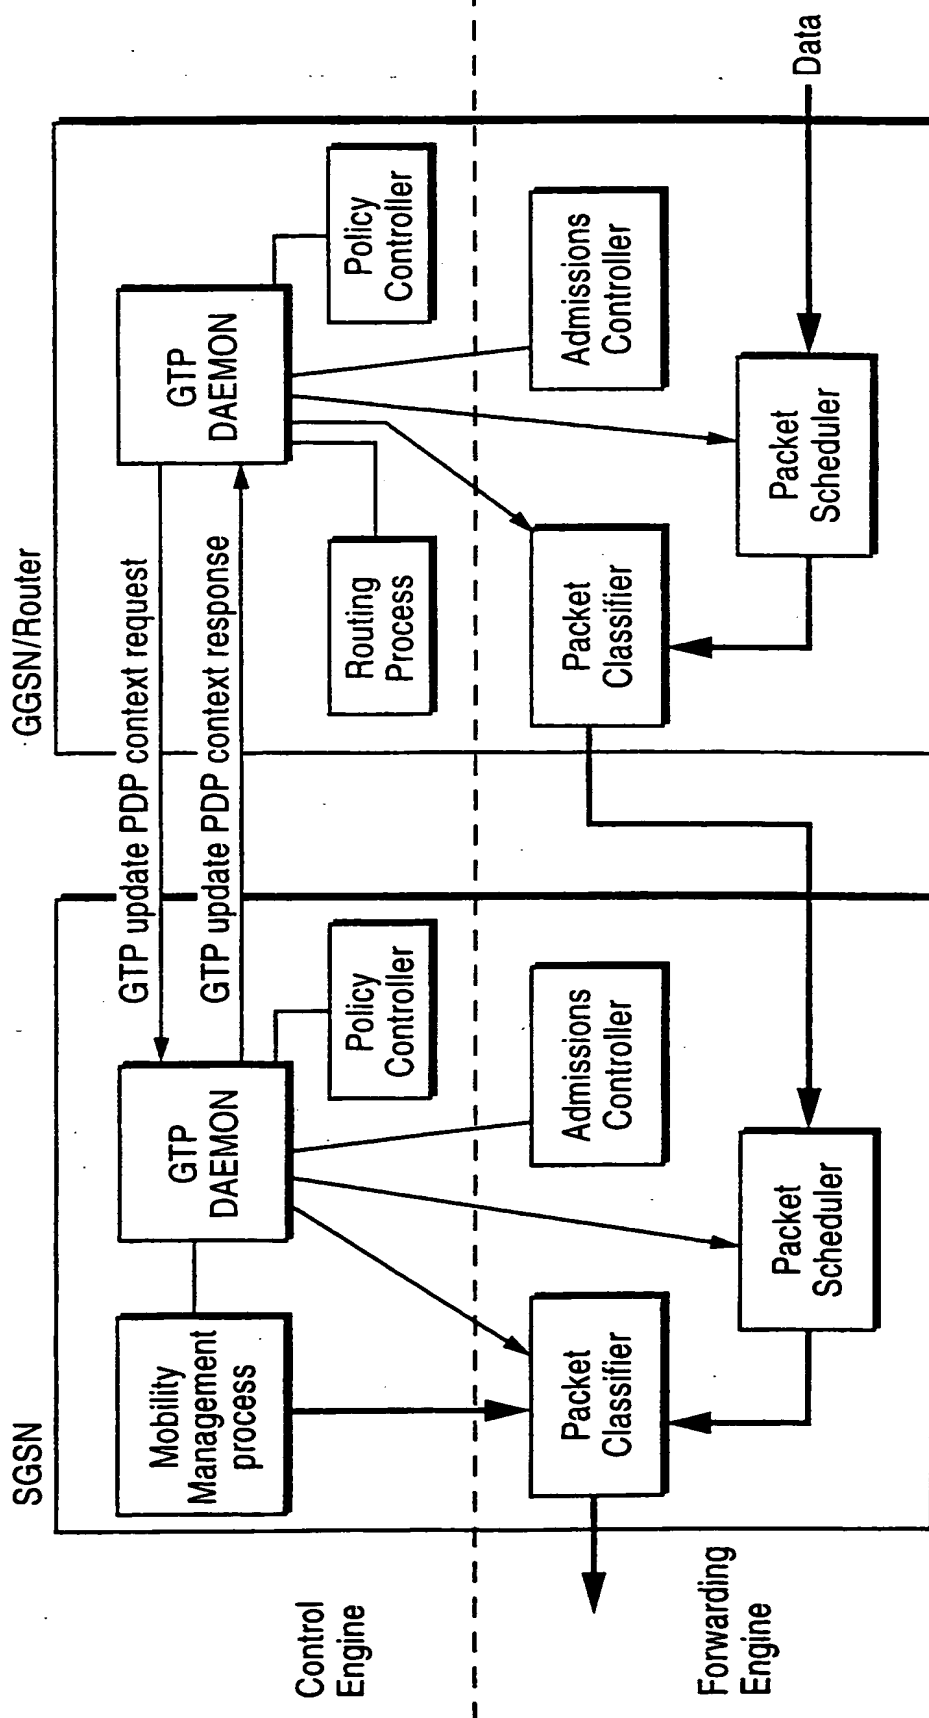 SGSN
GGSN/Router
Control
Engine
Mobility
Management
process
GTP
DAEMON
Policy
Controller
GTP update PDP context request
GTP update PDP context response
Routing
Process
GTP
DAEMON
Policy
Controller
Forwarding
Engine
Packet
Classifier
Packet
Scheduler
Admissions
Controller
Packet
Classifier
Packet
Scheduler
Admissions
Controller
Data